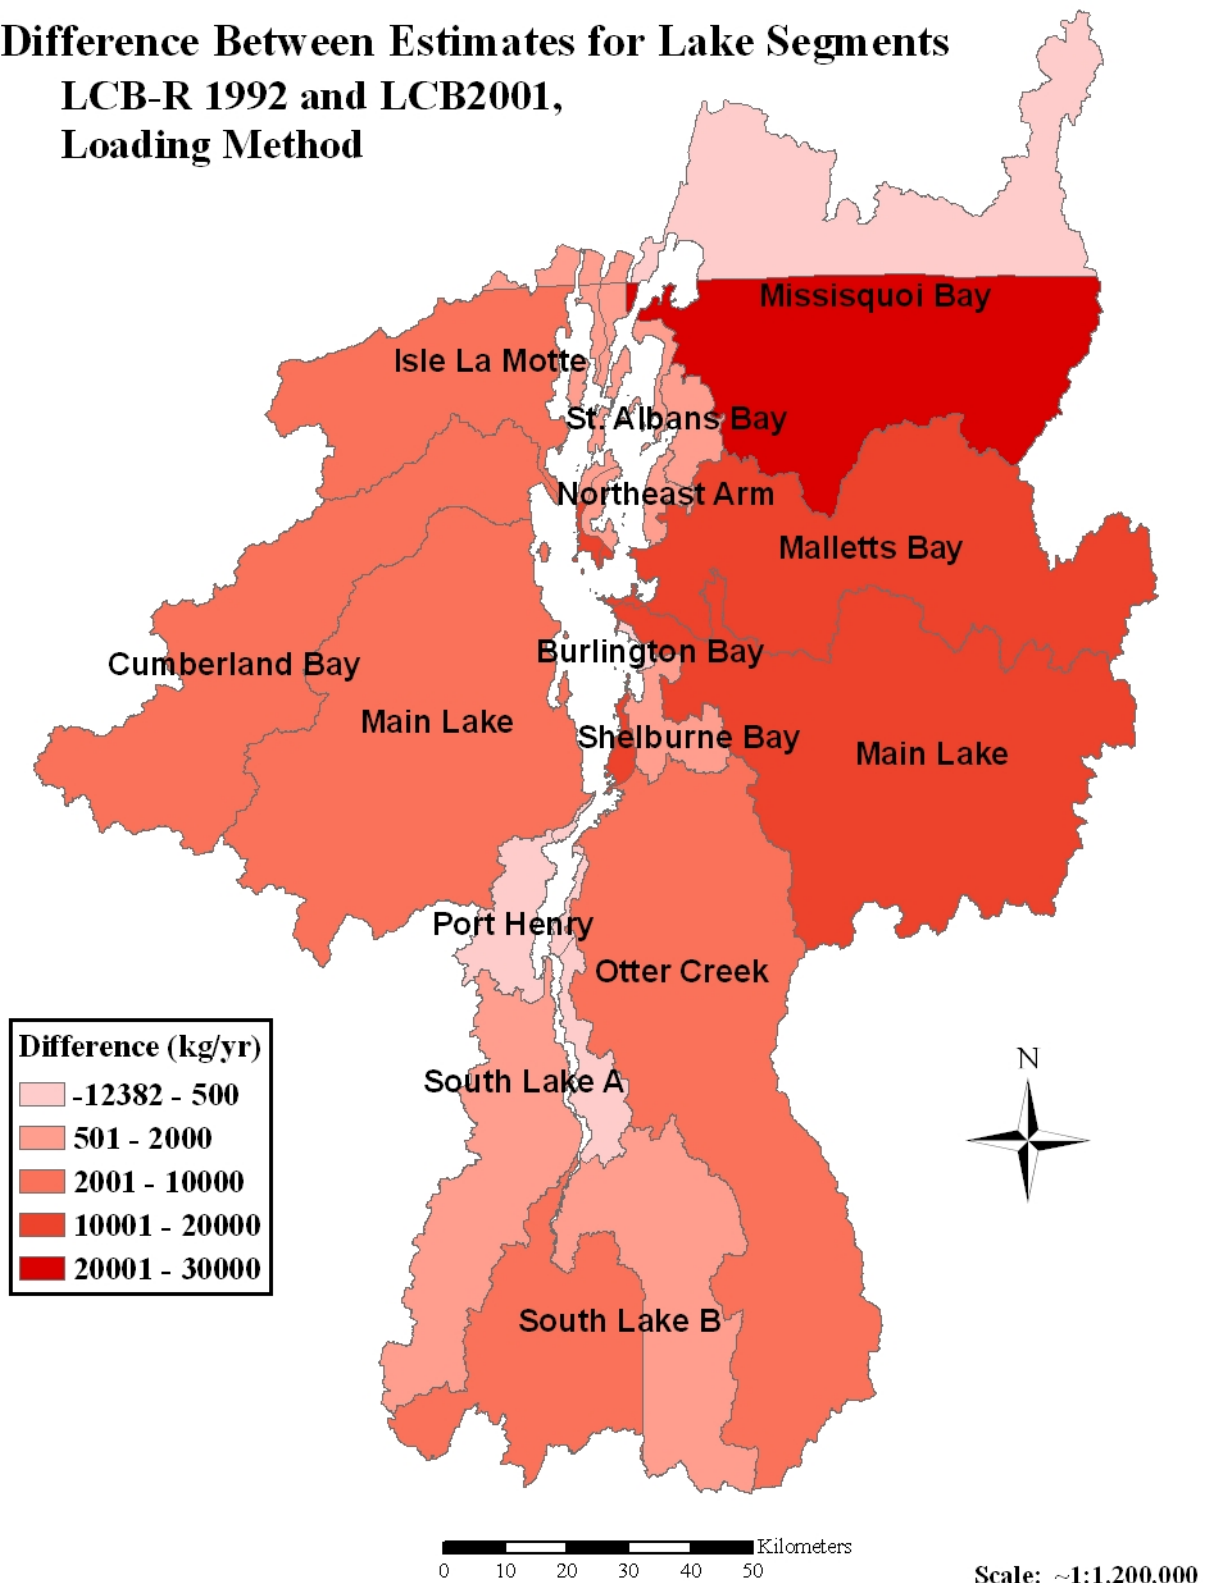 Difference Between Estimates for Lake Segments
LCB-R 1992 and LCB2001,
Loading Method
Missisquoi Bay
Isle La Motte
St. Albans Bay
Northeast Arm
Malletts Bay
Burlington Bay
Cumberland Bay
Main Lake
Shelburne Bay
Main Lake
Port Henry
Otter Creek
South Lake A
South Lake B
Difference (kg/yr)
-12382 - 500
501 - 2000
2001 - 10000
10001 - 20000
20001 - 30000
N
Kilometers
0 10 20 30 40 50
Scale: ~1:1,200,000